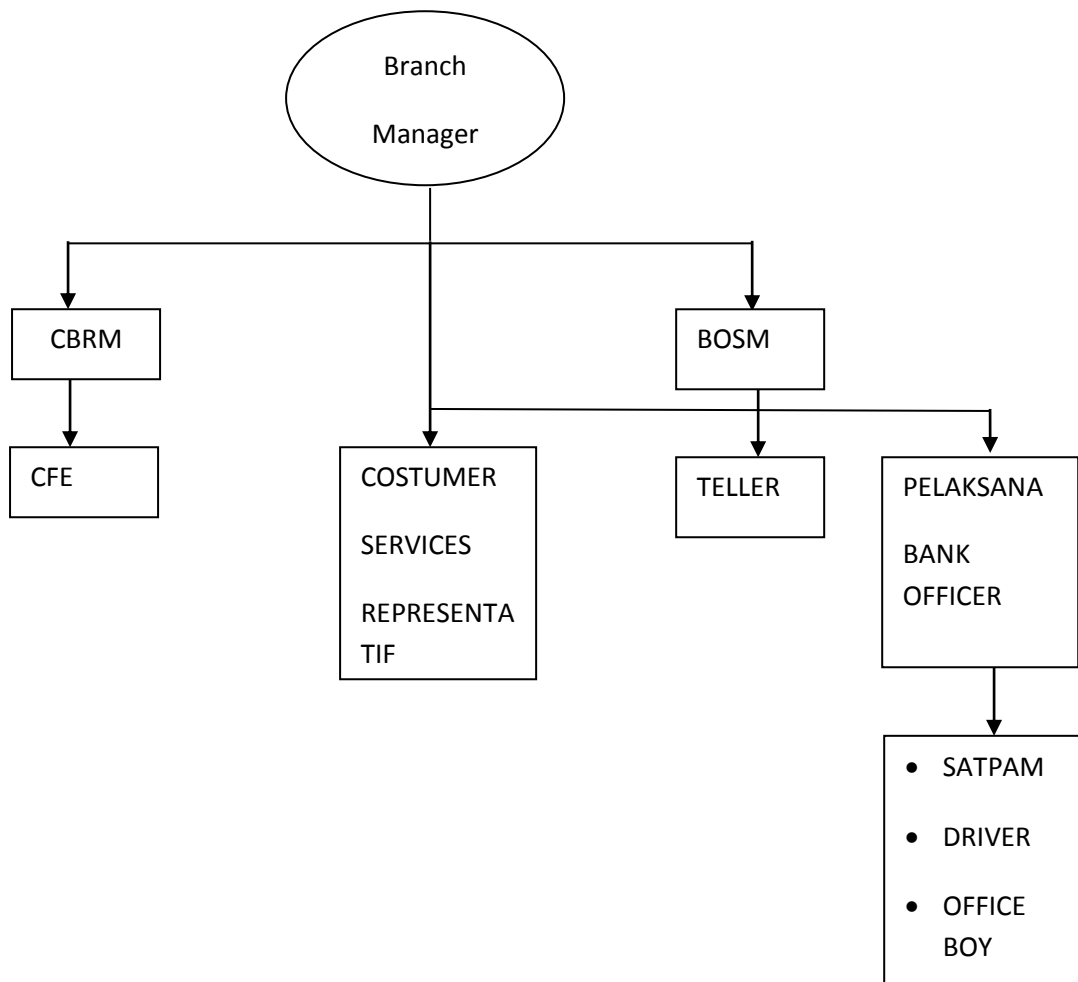 Branch
Manager
CBRM
BOSM
CFE
COSTUMER
SERVICES
REPRESENTA
TIF
TELLER
PELAKSANA
BANK
OFFICER
• SATPAM
• DRIVER
• OFFICE
BOY